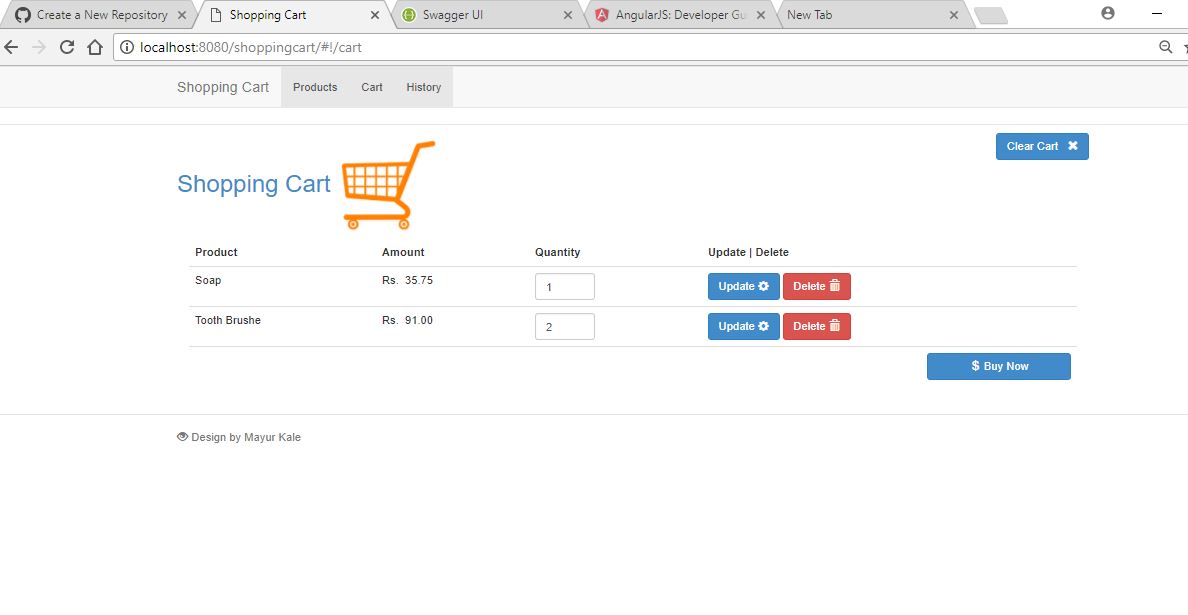 Create a New Repository
Shopping Cart
Swagger UI
AngularJS: Developer Gu
New Tab
localhost:8080/shoppingcart/#!/cart
Shopping Cart Products Cart History
Clear Cart
Shopping Cart
Product Amount Quantity Update | Delete
Soap Rs. 35.75 1 Update Delete
Tooth Brushe Rs. 91.00 2 Update Delete
$ Buy Now
Design by Mayur Kale